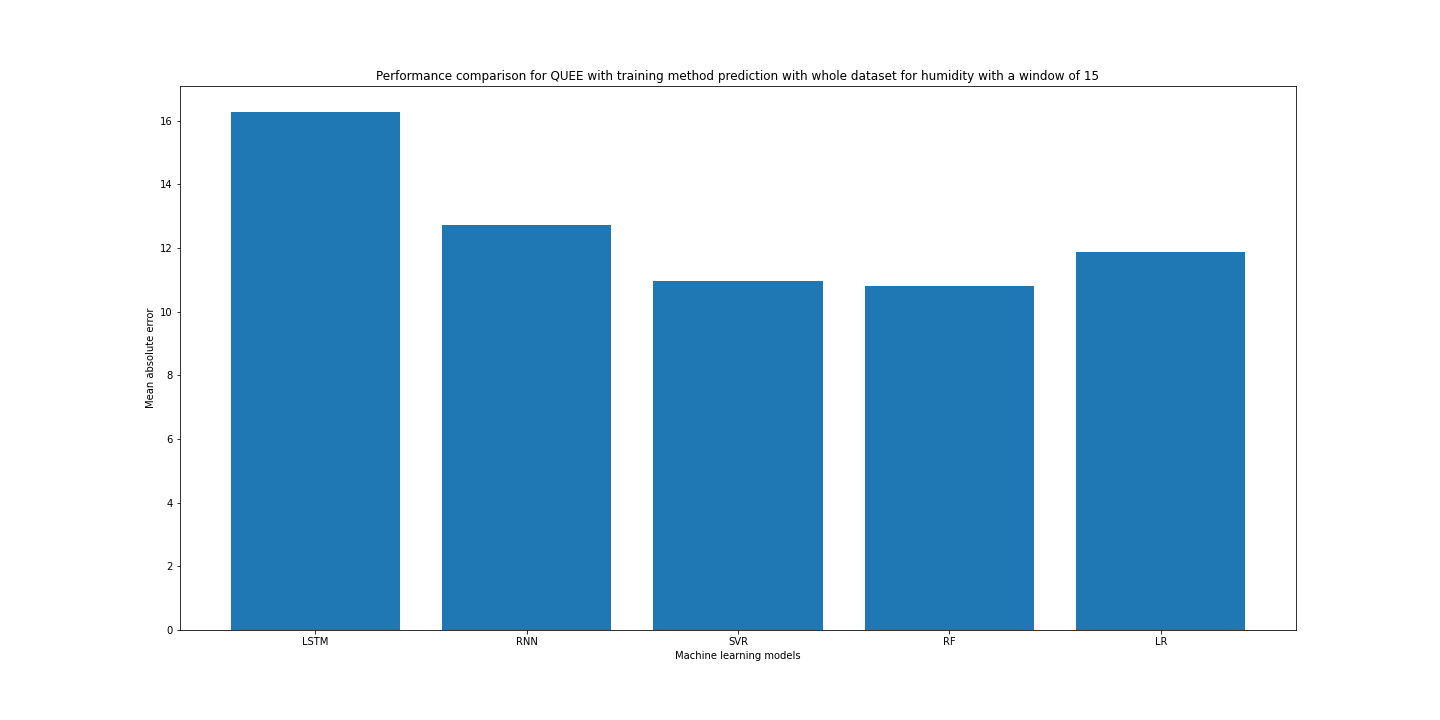 Performance comparison for QUEE with training method prediction with whole dataset for humidity with a window of 15
16
14
12
10
8
6
4
2
0
Mean absolute error
LSTM RNN SVR RF LR
Machine learning models